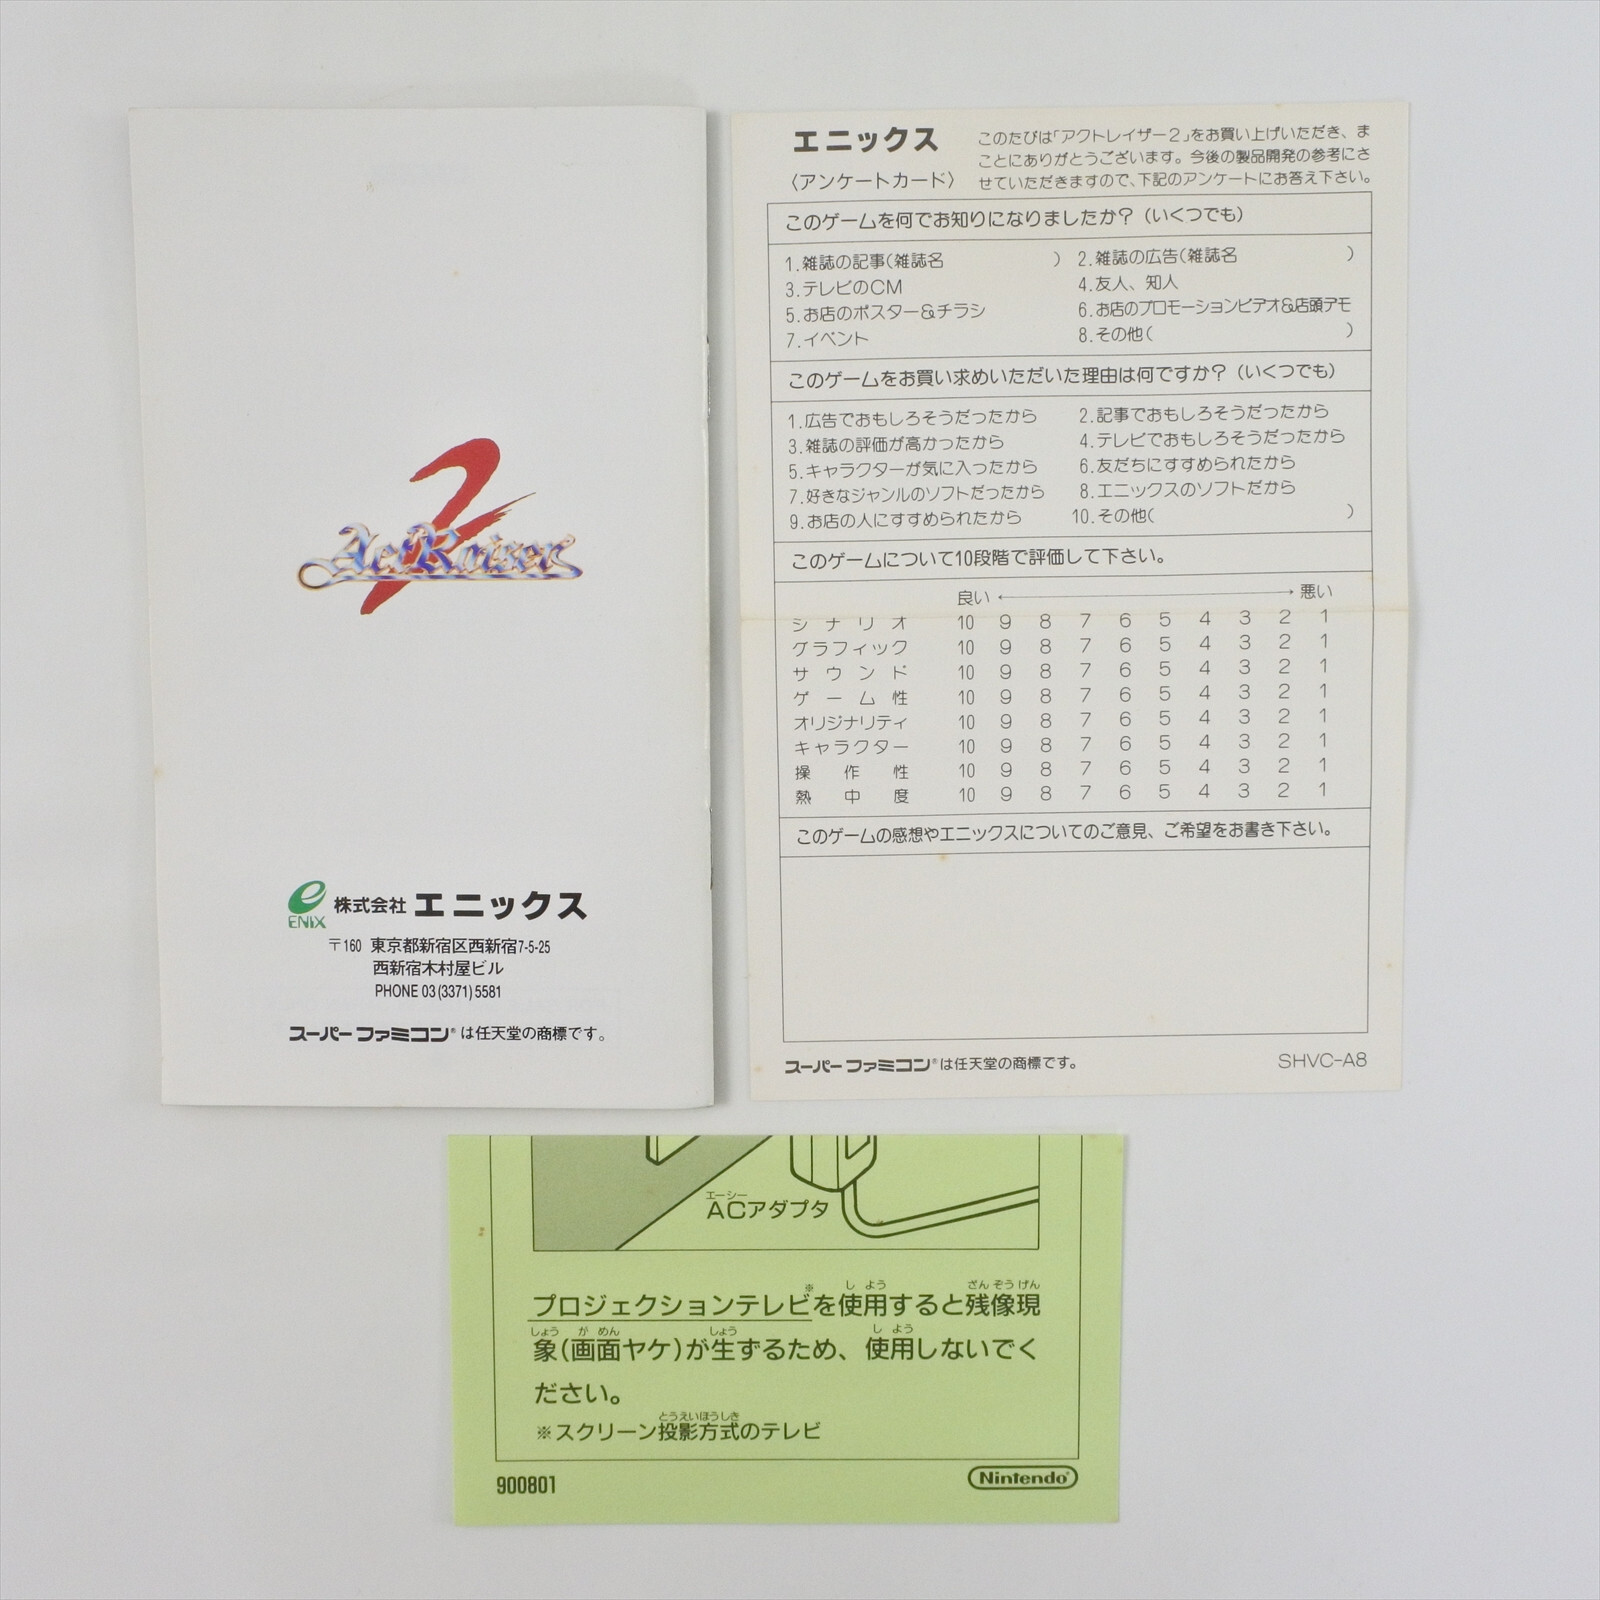 2
ActRaiser
ENIX
株式会社 エニックス
〒160 東京都新宿区西新宿7-5-25
西新宿木村屋ビル
PHONE 03(3371)5581
スーパーファミコン®は任天堂の商標です。
エニックス
〈アンケートカード〉
このたびは「アクトレイザー2」をお買い上げいただき、ま
ことにありがとうございます。今後の製品開発の参考にさ
せていただきますので、下記のアンケートにお答え下さい。
このゲームを何でお知りになりましたか?(いくつでも)
1.雑誌の記事(雑誌名 ) 2.雑誌の広告(雑誌名 )
3.テレビのCM 4.友人、知人
5.お店のポスター&チラシ 6.お店のプロモーションビデオ&店頭デモ
7.イベント 8.その他( )
このゲームをお買い求めいただいた理由は何ですか?(いくつでも)
1.広告でおもしろそうだったから 2.記事でおもしろそうだったから
3.雑誌の評価が高かったから 4.テレビでおもしろそうだったから
5.キャラクターが気に入ったから 6.友だちにすすめられたから
7.好きなジャンルのソフトだったから 8.エニックスのソフトだから
9.お店の人にすすめられたから 10.その他( )
このゲームについて10段階で評価して下さい。
良い ←→ 悪い
シナリオ 10 9 8 7 6 5 4 3 2 1
グラフィック 10 9 8 7 6 5 4 3 2 1
サウンド 10 9 8 7 6 5 4 3 2 1
ゲーム性 10 9 8 7 6 5 4 3 2 1
オリジナリティ 10 9 8 7 6 5 4 3 2 1
キャラクター 10 9 8 7 6 5 4 3 2 1
操作性 10 9 8 7 6 5 4 3 2 1
熱中度 10 9 8 7 6 5 4 3 2 1
このゲームの感想やエニックスについてのご意見、ご希望をお書き下さい。
スーパーファミコン®は任天堂の商標です。 SHVC-A8
エーシー
ACアダプタ
※ しよう ざんぞうげん
プロジェクションテレビを使用すると残像現
しょう がめん しょう しよう
象(画面ヤケ)が生ずるため、使用しないでく
ださい。
とうえいほうしき
※スクリーン投影方式のテレビ
900801 Nintendo®